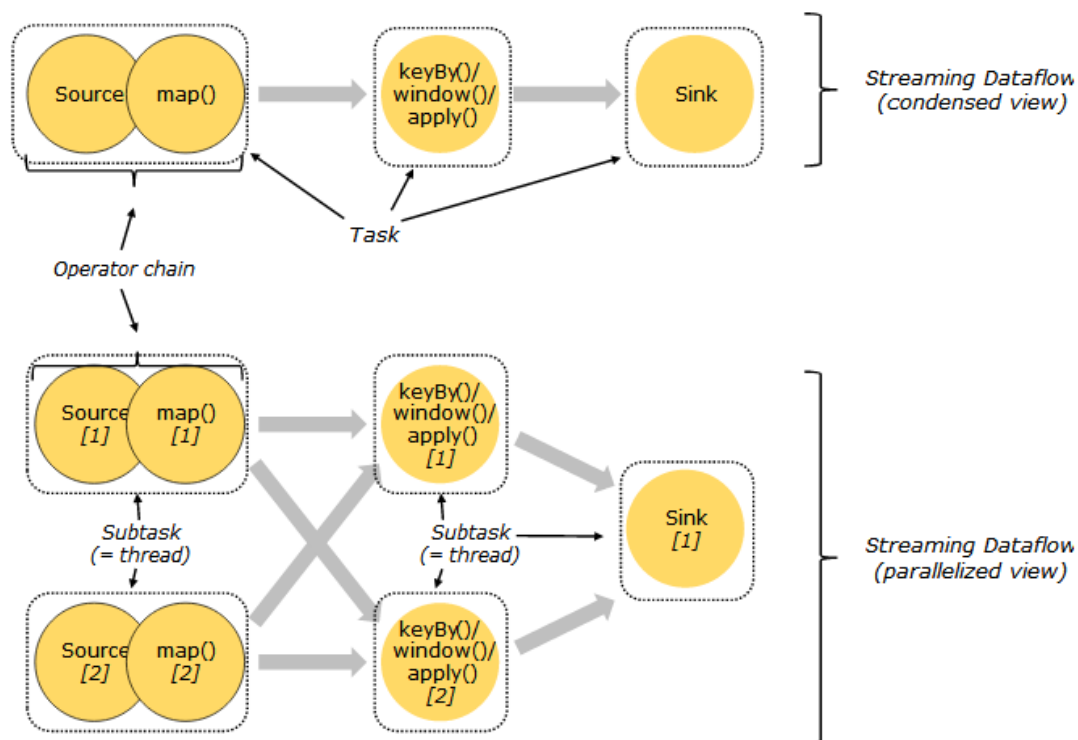 Source
map()
keyBy()/
window()/
apply()
Sink
Streaming Dataflow
(condensed view)
Task
Operator chain
Source
[1]
map()
[1]
keyBy()/
window()/
apply()
[1]
Sink
[1]
Subtask
(= thread)
Subtask
(= thread)
Streaming Dataflow
(parallelized view)
Source
[2]
map()
[2]
keyBy()/
window()/
apply()
[2]